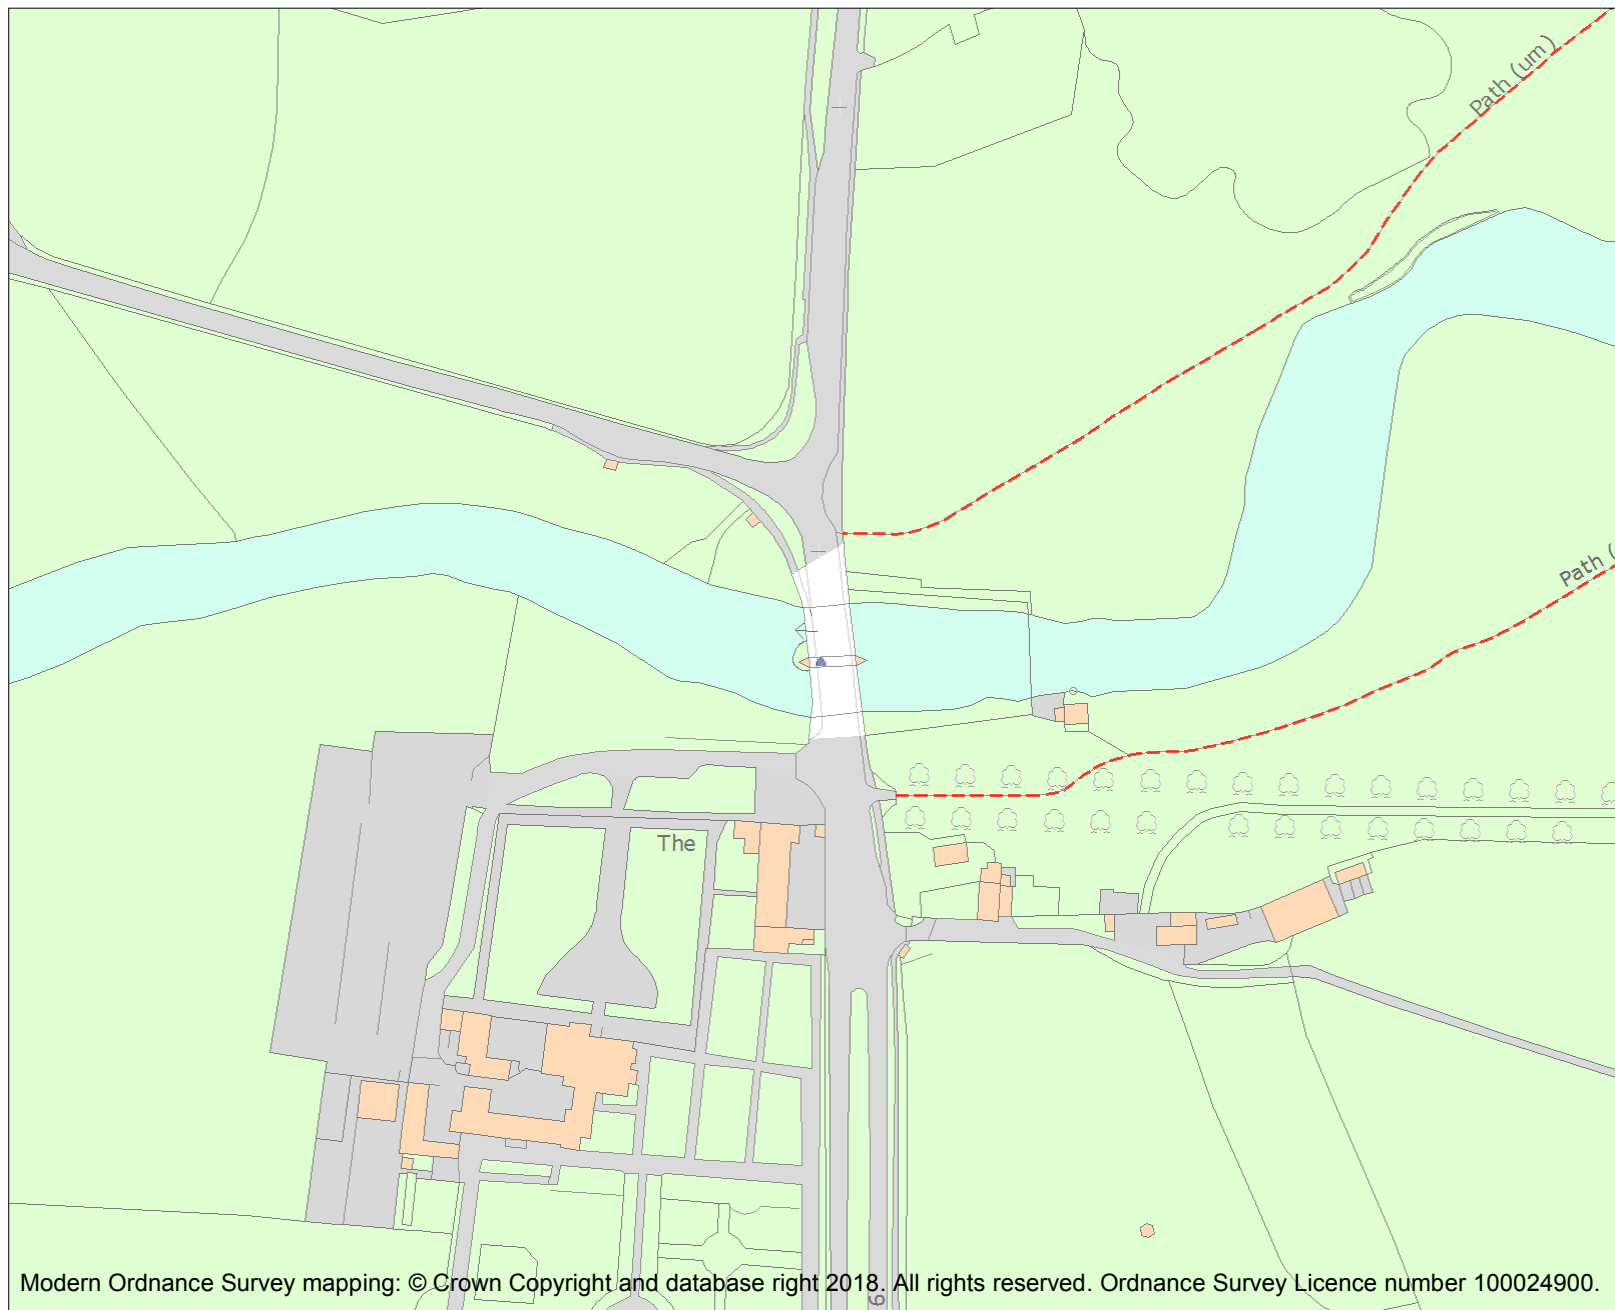 Path (um)
Path (
The
9
Modern Ordnance Survey mapping: © Crown Copyright and database right 2018. All rights reserved. Ordnance Survey Licence number 100024900.